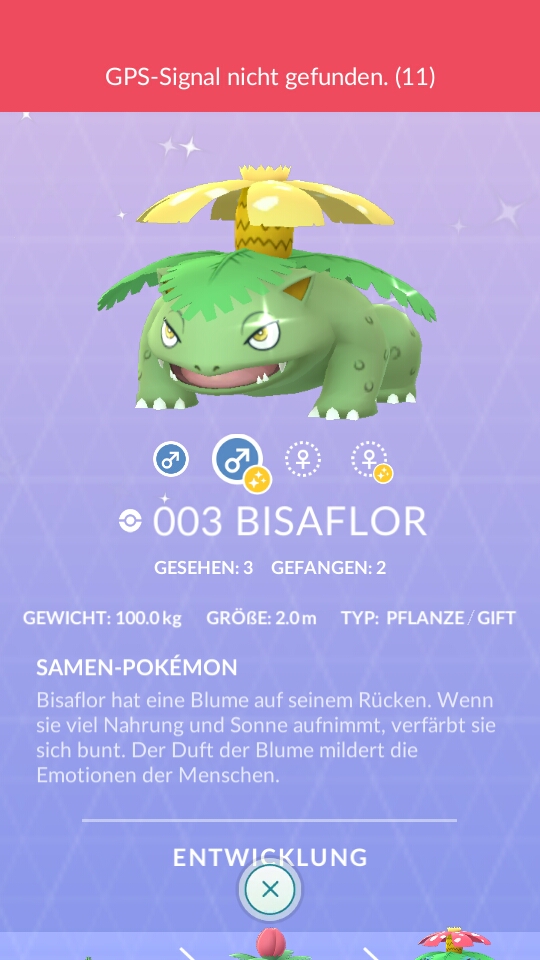 GPS-Signal nicht gefunden. (11)
003 BISAFLOR
GESEHEN: 3 GEFANGEN: 2
GEWICHT: 100.0 kg GRÖßE: 2.0 m TYP: PFLANZE / GIFT
SAMEN-POKÉMON
Bisaflor hat eine Blume auf seinem Rücken. Wenn
sie viel Nahrung und Sonne aufnimmt, verfärbt sie
sich bunt. Der Duft der Blume mildert die
Emotionen der Menschen.
ENTWICKLUNG